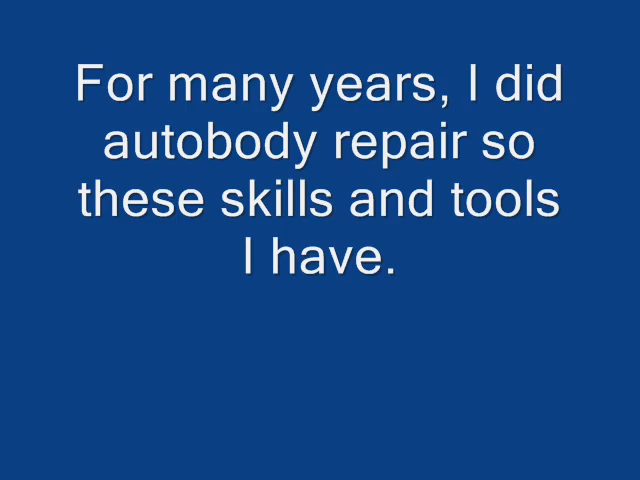 For many years, I did
autobody repair so
these skills and tools
I have.